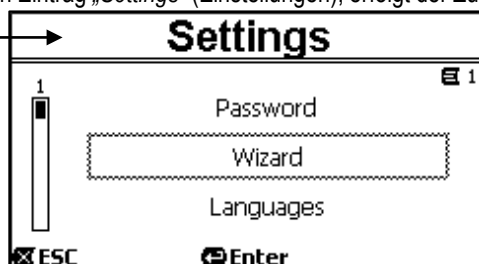 Eintrag „Settings" (Einstellungen), erfolgt der Zu
Settings
1
1
Password
Wizard
Languages
ESC
Enter